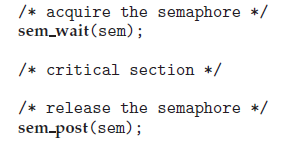 /* acquire the semaphore */
sem_wait(sem);
/* critical section */
/* release the semaphore */
sem_post(sem);